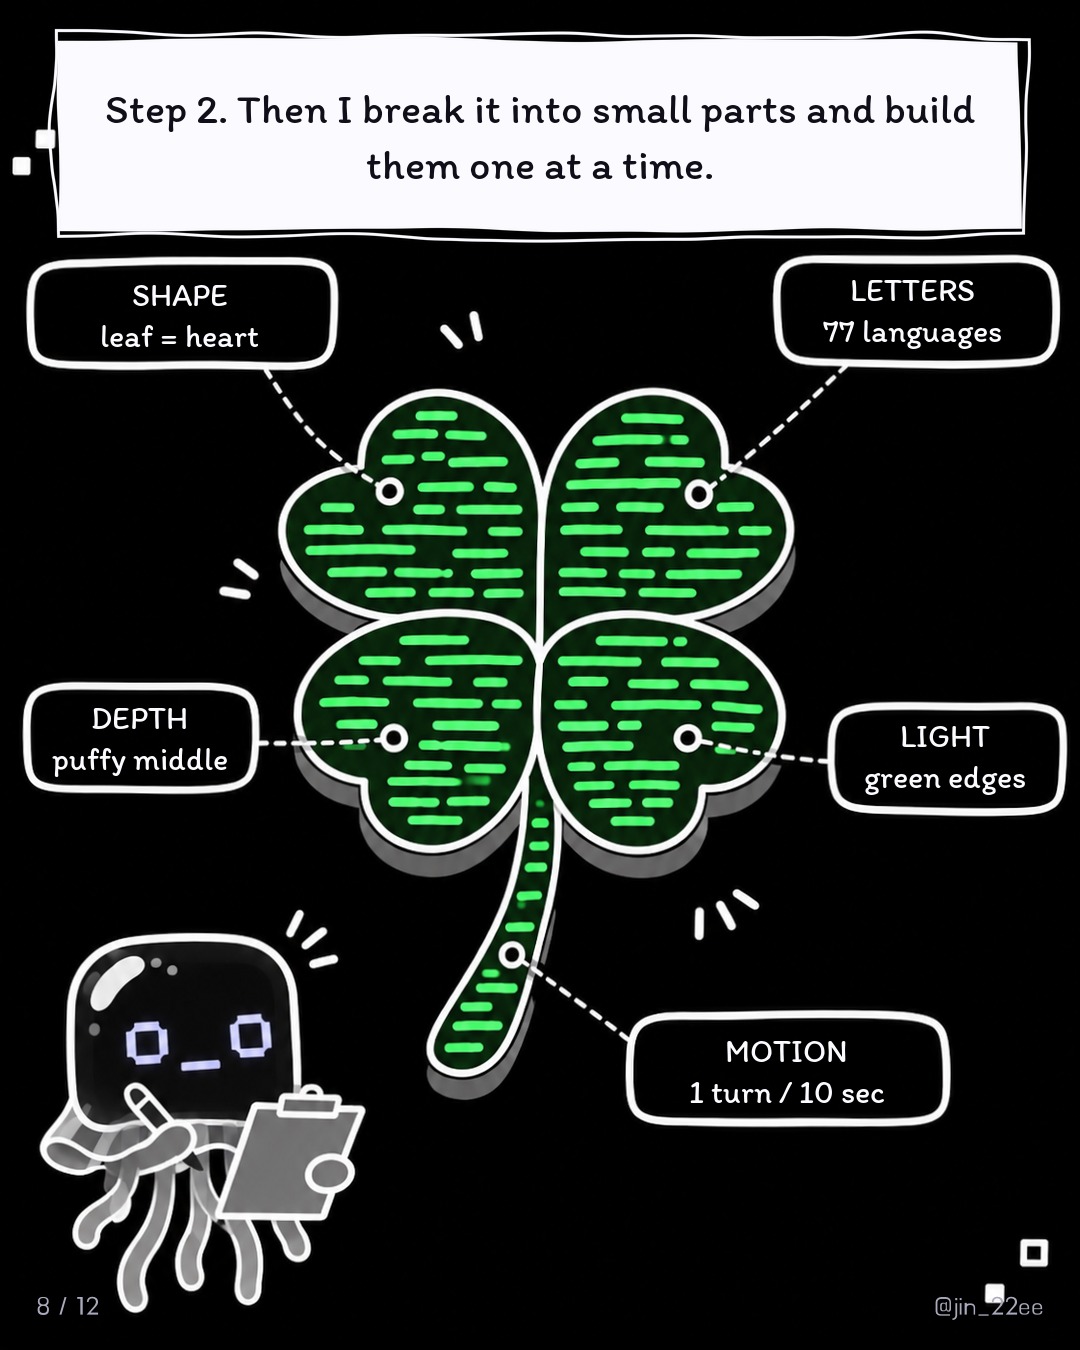 Step 2. Then I break it into small parts and build
them one at a time.
SHAPE
leaf = heart
LETTERS
77 languages
DEPTH
puffy middle
LIGHT
green edges
MOTION
1 turn / 10 sec
8 / 12
@jin_22ee